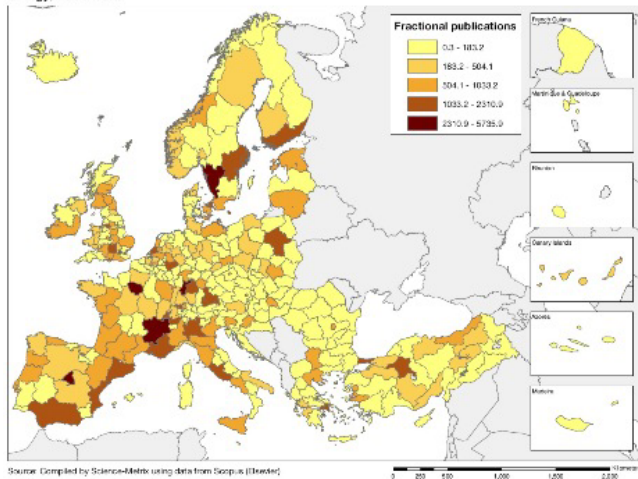 Fractional publications
0.3 - 183.2
183.2 - 504.1
504.1 - 1033.2
1033.2 - 2310.9
2310.9 - 5735.9
French Guiana
Martinique & Guadeloupe
Réunion
Canary Islands
Azores
Madeira
Source: Compiled by Science-Metrix using data from Scopus (Elsevier)
Kilometers
0 250 500 1,000 1,500 2,000